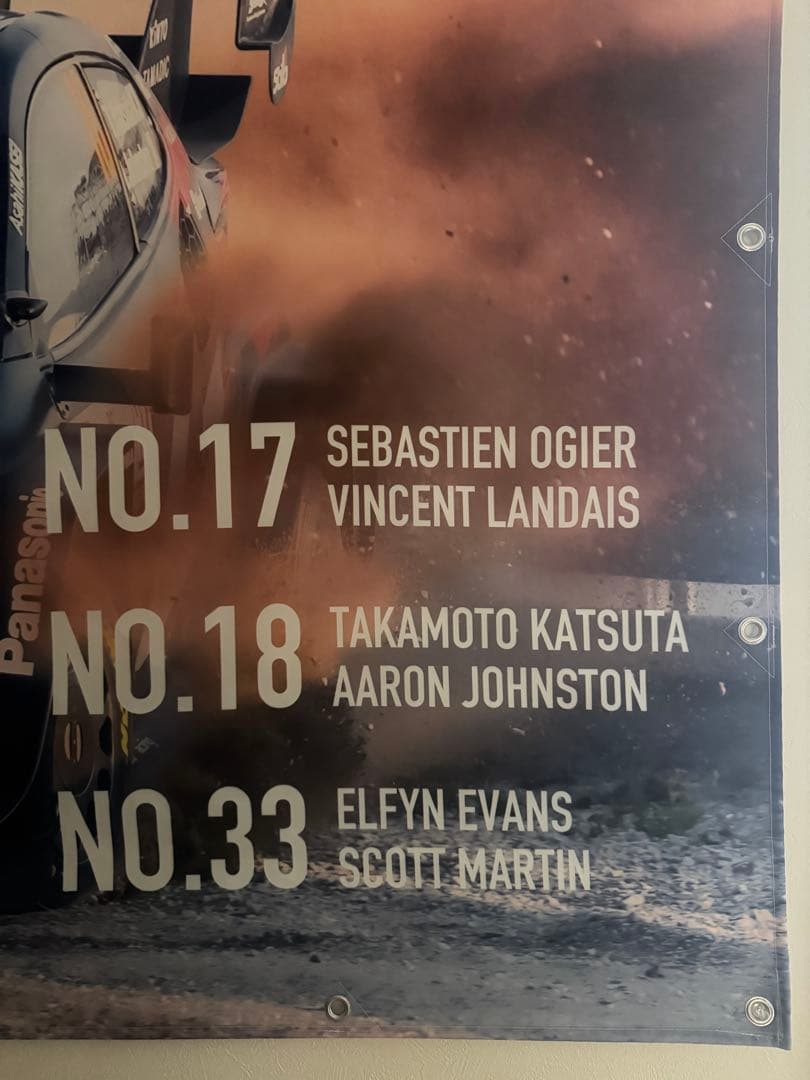 AsahiKASEI
Panasonic
NO.17 SEBASTIEN OGIER
VINCENT LANDAIS
NO.18 TAKAMOTO KATSUTA
AARON JOHNSTON
NO.33 ELFYN EVANS
SCOTT MARTIN